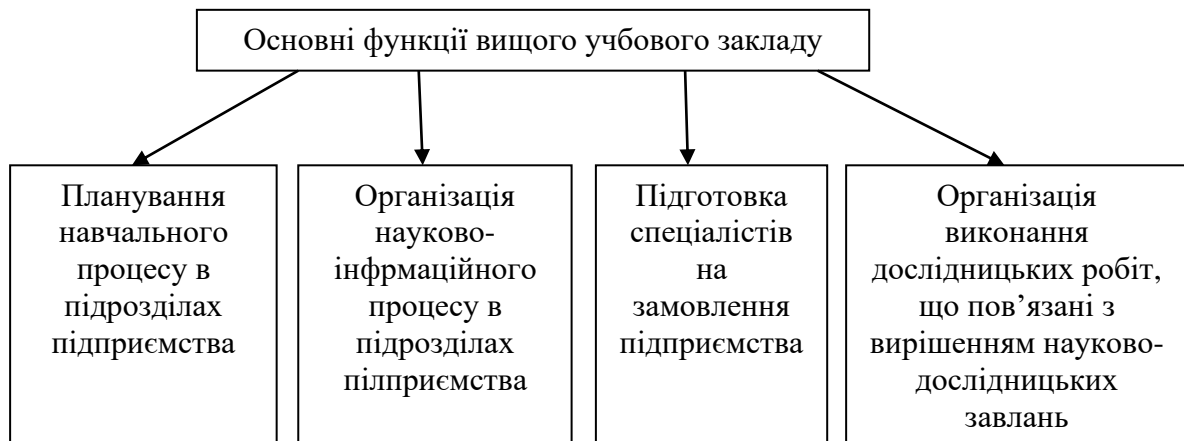 Основні функції вищого учбового закладу
Планування
навчального
процесу в
підрозділах
підприємства
Організація
науково-
інфрмаційного
процесу в
підрозділах
пілприємства
Підготовка
спеціалістів
на
замовлення
підприємства
Організація
виконання
дослідницьких робіт,
що пов’язані з
вирішенням науково-
дослідницьких
завлань